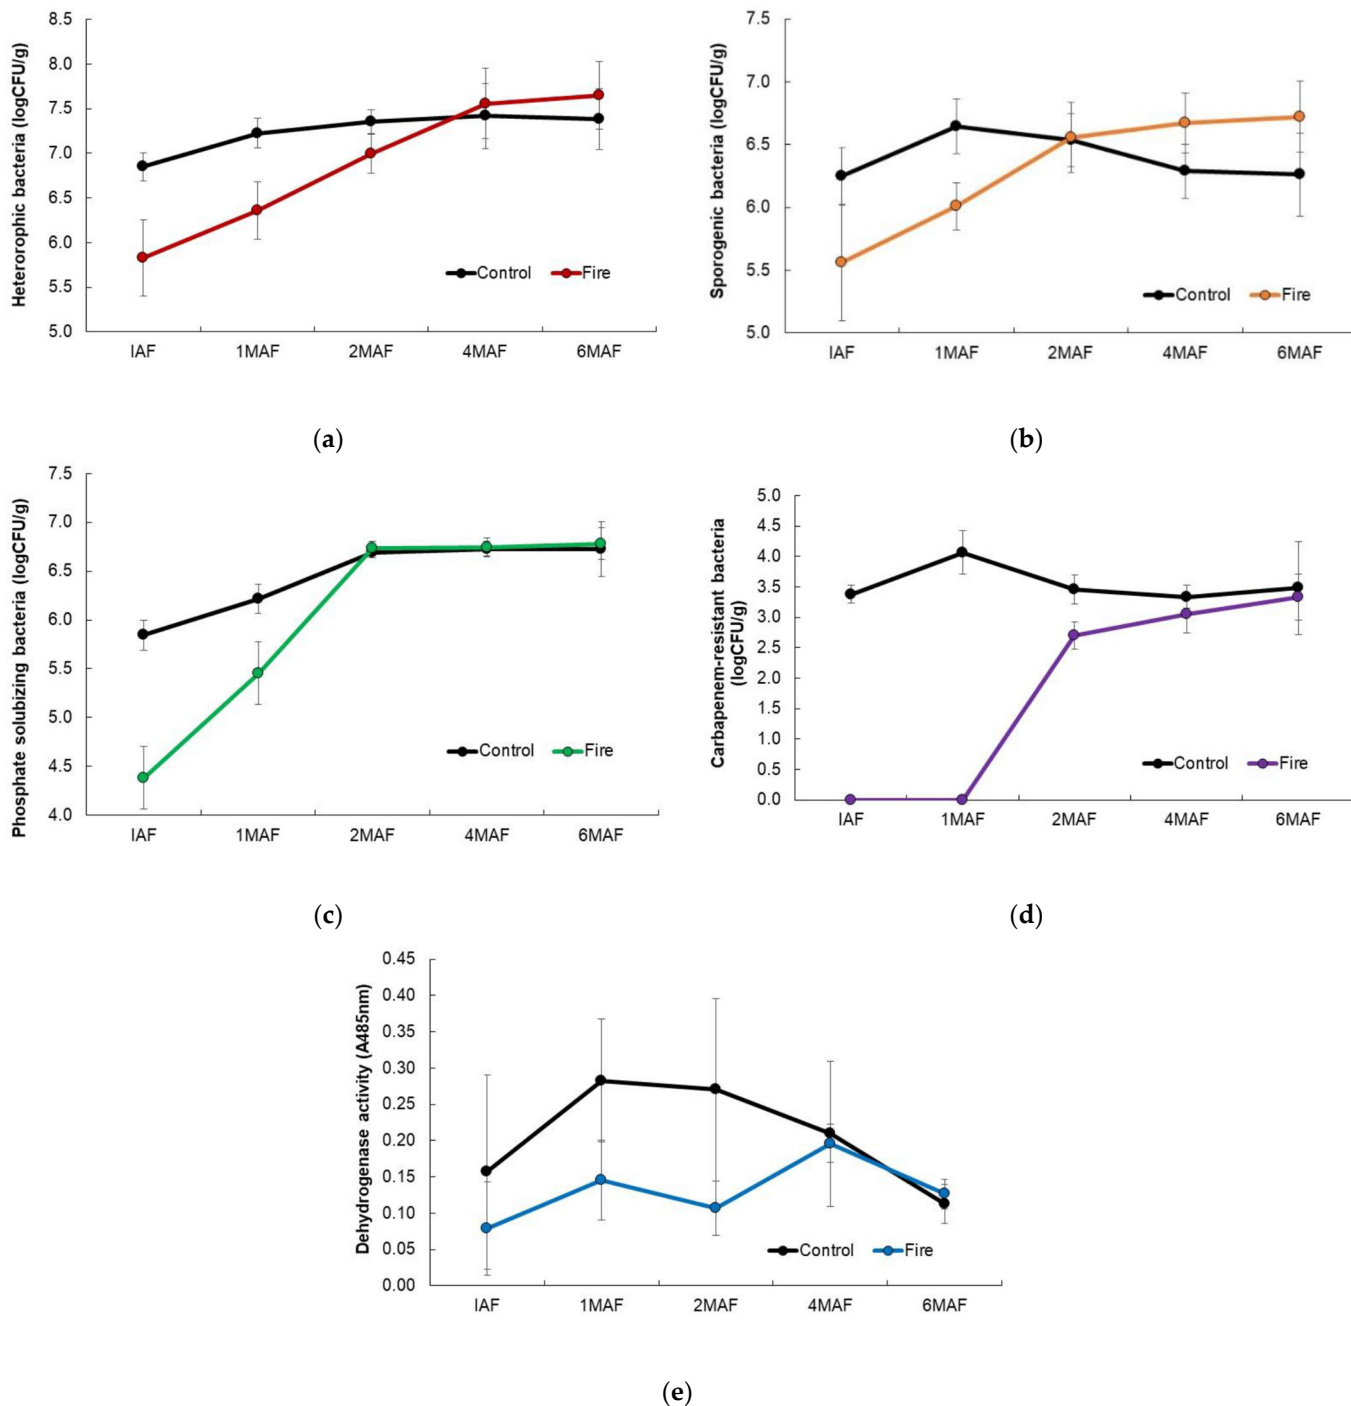 Heterorophic bacteria (logCFU/g)
8.5
8.0
7.5
7.0
6.5
6.0
5.5
5.0
Control Fire
IAF 1MAF 2MAF 4MAF 6MAF
(a)
Sporogenic bacteria (logCFU/g)
7.5
7.0
6.5
6.0
5.5
5.0
Control Fire
IAF 1MAF 2MAF 4MAF 6MAF
(b)
Phosphate solubizing bacteria (logCFU/g)
7.5
7.0
6.5
6.0
5.5
5.0
4.5
4.0
Control Fire
IAF 1MAF 2MAF 4MAF 6MAF
(c)
Carbapenem-resistant bacteria
(logCFU/g)
5.0
4.5
4.0
3.5
3.0
2.5
2.0
1.5
1.0
0.5
0.0
Control Fire
IAF 1MAF 2MAF 4MAF 6MAF
(d)
Dehydrogenase activity (A485nm)
0.45
0.40
0.35
0.30
0.25
0.20
0.15
0.10
0.05
0.00
Control Fire
IAF 1MAF 2MAF 4MAF 6MAF
(e)